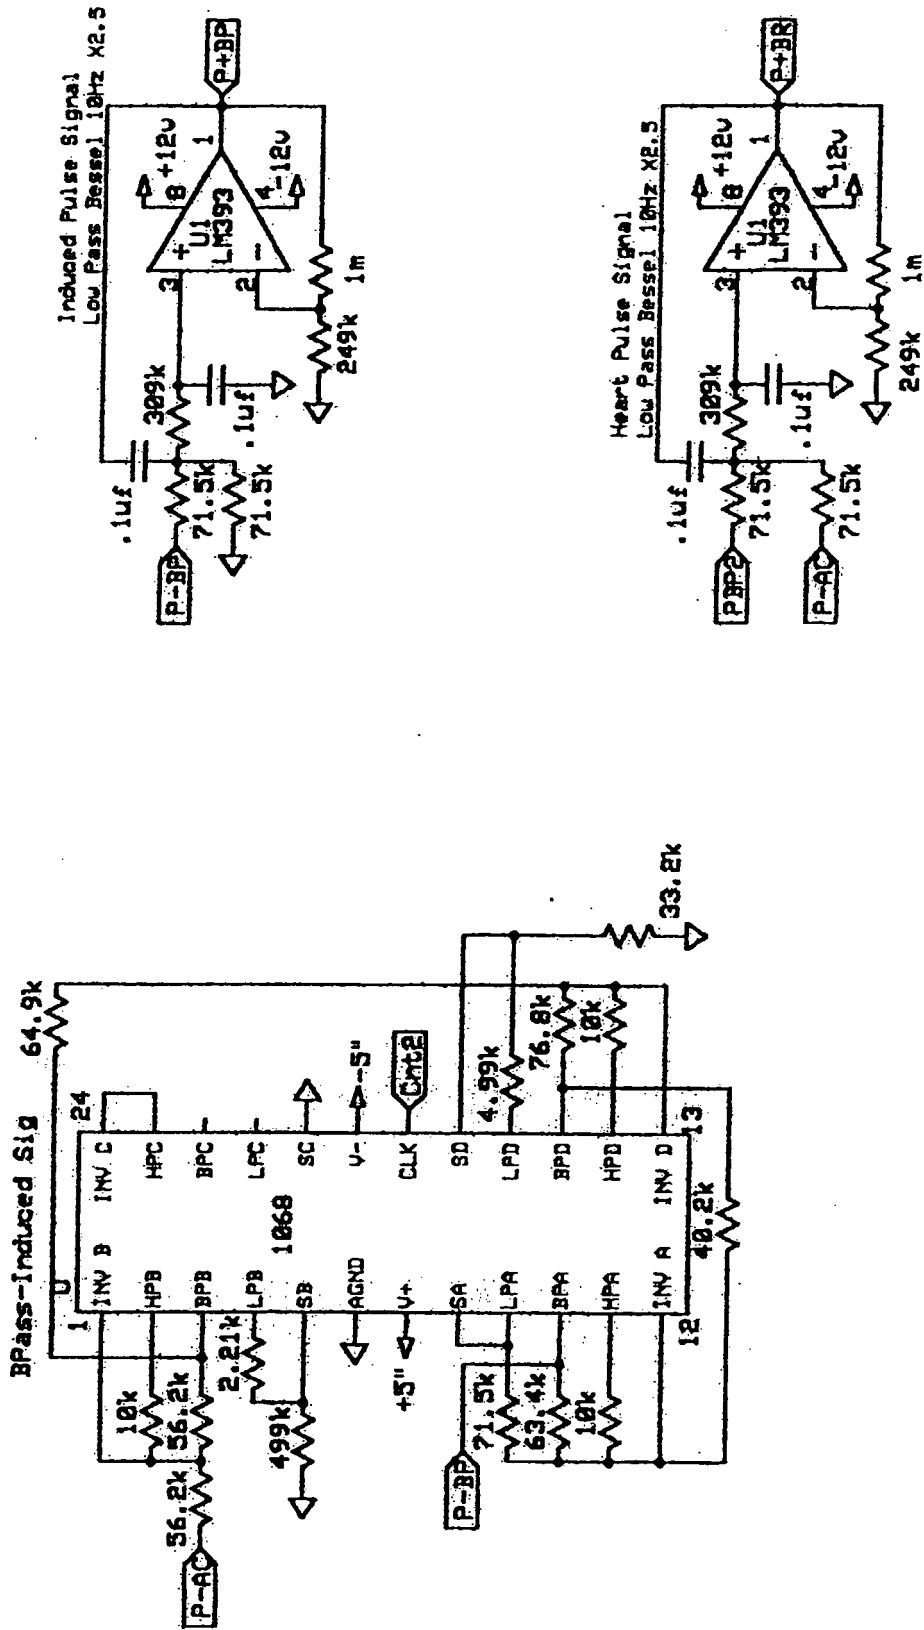 BPass-Induced Sig
64.9k
U
1
24
INV B
INV C
HPB
HPC
BPB
BPC
LPB
LPC
SB
SC
AGND
V-
V+
CLK
SA
SD
LPA
LPD
BPA
BPD
HPA
HPD
INV A
INV D
12
13
1068
10k
56.2k
56.2k
P-AC
2.21k
499k
+5"
-5"
Cnt2
P-BP
71.5k
63.4k
10k
4.99k
76.8k
10k
33.2k
40.2k
Induced Pulse Signal
Low Pass Bessel 10Hz X2.5
.1uf
P-BP
71.5k
71.5k
309k
.1uf
3
+
2
-
U1
LM393
8
+12v
4
-12v
1
P+BP
249k
1m
Heart Pulse Signal
Low Pass Bessel 10Hz X2.5
.1uf
PBP2
71.5k
P-AC
71.5k
309k
.1uf
3
+
2
-
U1
LM393
8
+12v
4
-12v
1
P+BR
249k
1m